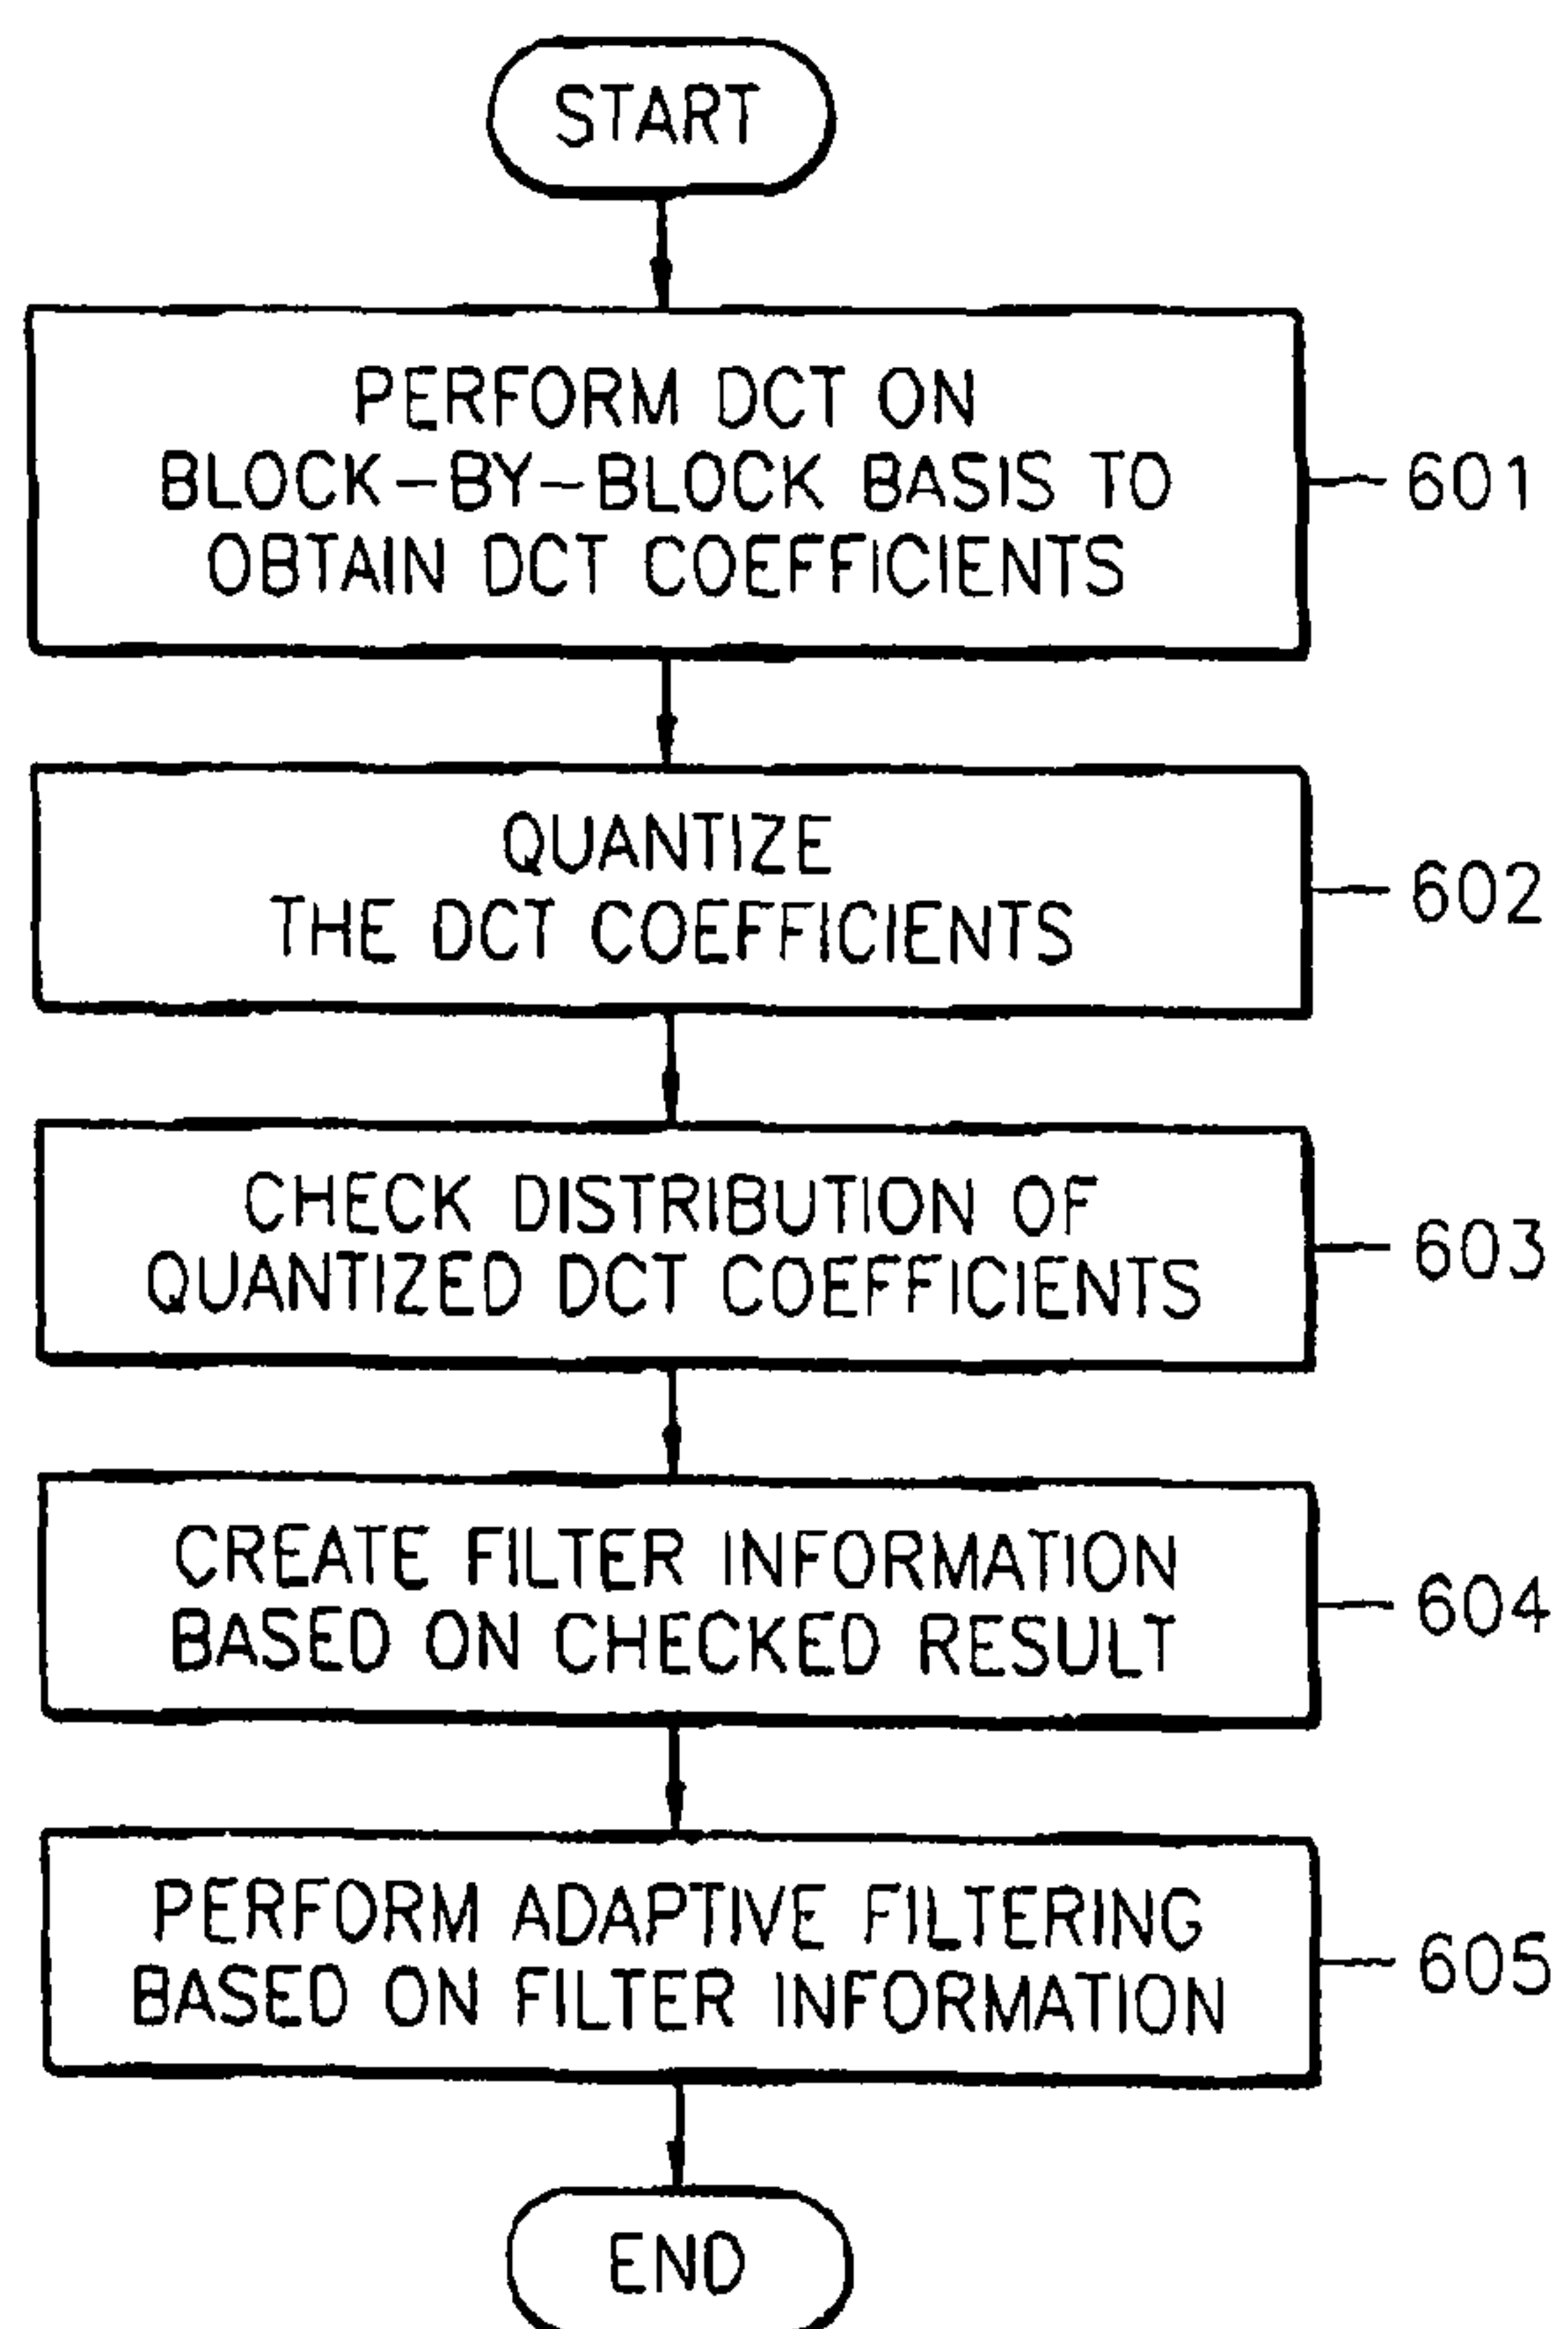 START
PERFORM DCT ON
BLOCK-BY-BLOCK BASIS TO
OBTAIN DCT COEFFICIENTS
601
QUANTIZE
THE DCT COEFFICIENTS
602
CHECK DISTRIBUTION OF
QUANTIZED DCT COEFFICIENTS
603
CREATE FILTER INFORMATION
BASED ON CHECKED RESULT
604
PERFORM ADAPTIVE FILTERING
BASED ON FILTER INFORMATION
605
END